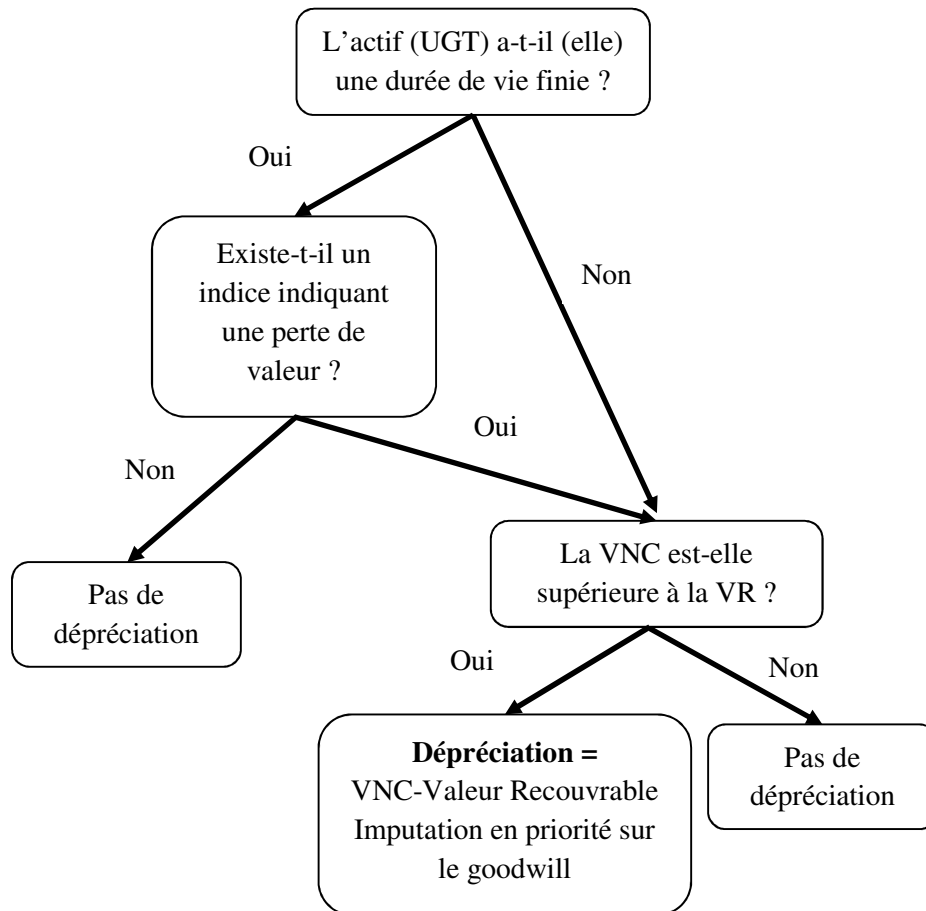 L'actif (UGT) a-t-il (elle)
une durée de vie finie ?
Oui
Existe-t-il un
indice indiquant
une perte de
valeur ?
Non
Oui
Non
La VNC est-elle
supérieure à la VR ?
Pas de
dépréciation
Oui
Non
Dépréciation =
VNC-Valeur Recouvrable
Imputation en priorité sur
le goodwill
Pas de
dépréciation